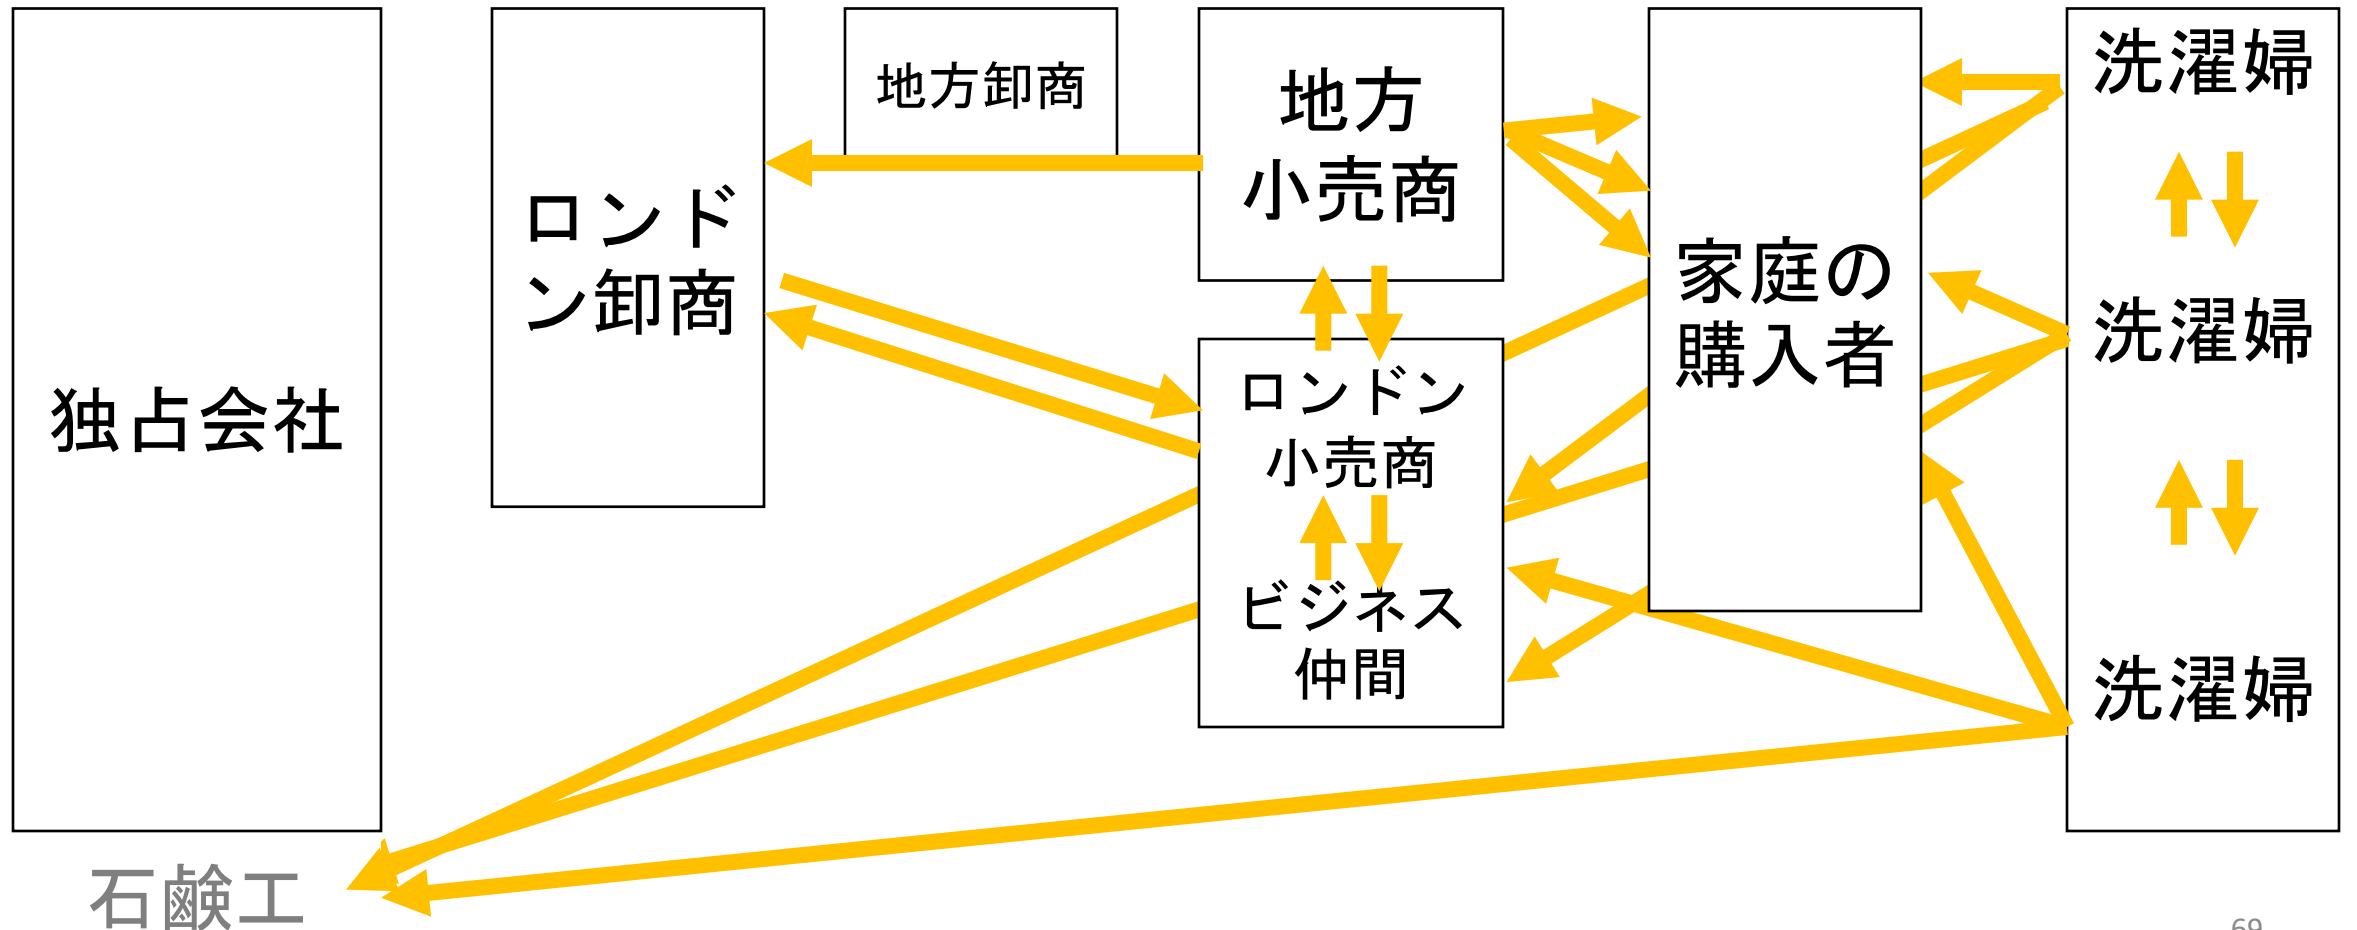 独占会社
ロンド
ン卸商
地方卸商
地方
小売商
ロンドン
小売商
ビジネス
仲間
家庭の
購入者
洗濯婦
洗濯婦
洗濯婦
石鹸工
69